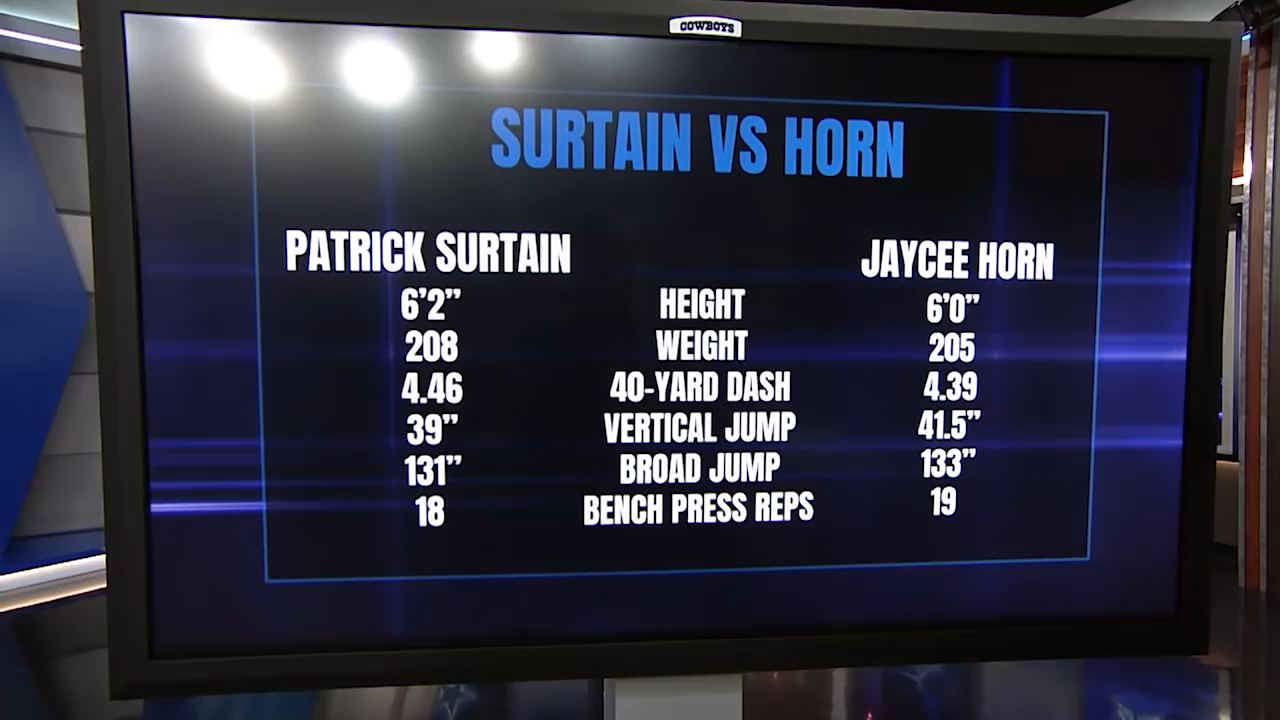 COWBOYS
SURTAIN VS HORN
PATRICK SURTAIN JAYCEE HORN
6’2” HEIGHT 6’0”
208 WEIGHT 205
4.46 40-YARD DASH 4.39
39” VERTICAL JUMP 41.5”
131” BROAD JUMP 133”
18 BENCH PRESS REPS 19